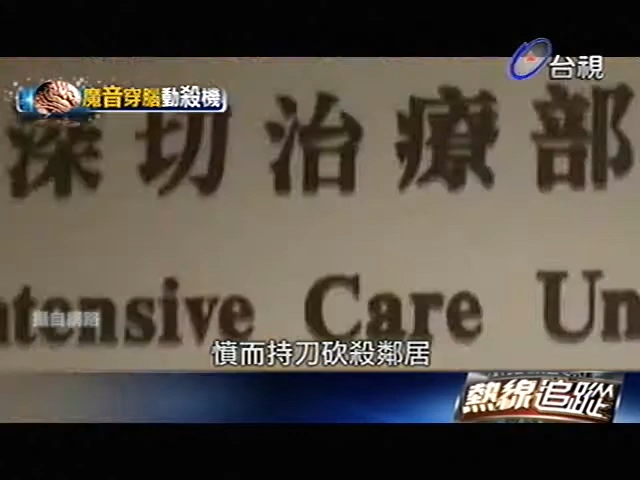 台視
魔音穿腦動殺機
深切治療部
ntensive Care Un
攝自網路
憤而持刀砍殺鄰居
熱線追蹤